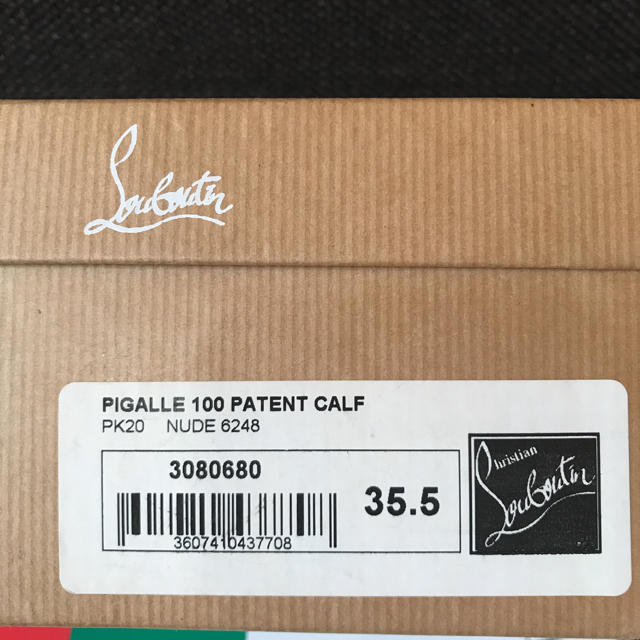 Louboutin
PIGALLE 100 PATENT CALF
PK20 NUDE 6248
3080680
35.5
3607410437708
Christian
Louboutin